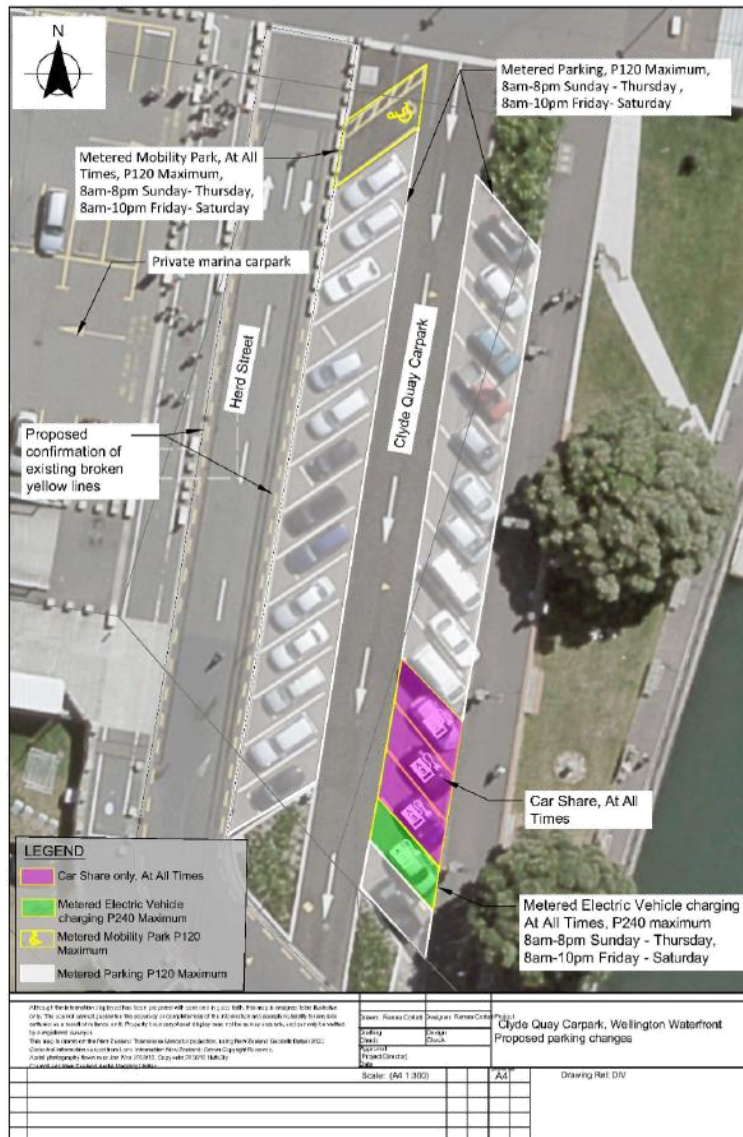 N
Metered Parking, P120 Maximum,
8am-8pm Sunday - Thursday ,
8am-10pm Friday- Saturday
Metered Mobility Park, At All
Times, P120 Maximum,
8am-8pm Sunday- Thursday,
8am-10pm Friday- Saturday
Private marina carpark
Herd Street
Clyde Quay Carpark
Proposed
confirmation of
existing broken
yellow lines
Car Share, At All
Times
Metered Electric Vehicle charging
At All Times, P240 maximum
8am-8pm Sunday - Thursday,
8am-10pm Friday - Saturday
LEGEND
Car Share only, At All Times
Metered Electric Vehicle
charging P240 Maximum
Metered Mobility Park P120
Maximum
Metered Parking P120 Maximum
Clyde Quay Carpark, Wellington Waterfront
Proposed parking changes
Scale: (A4 1:300)
A4
Drawing Ref: DIV